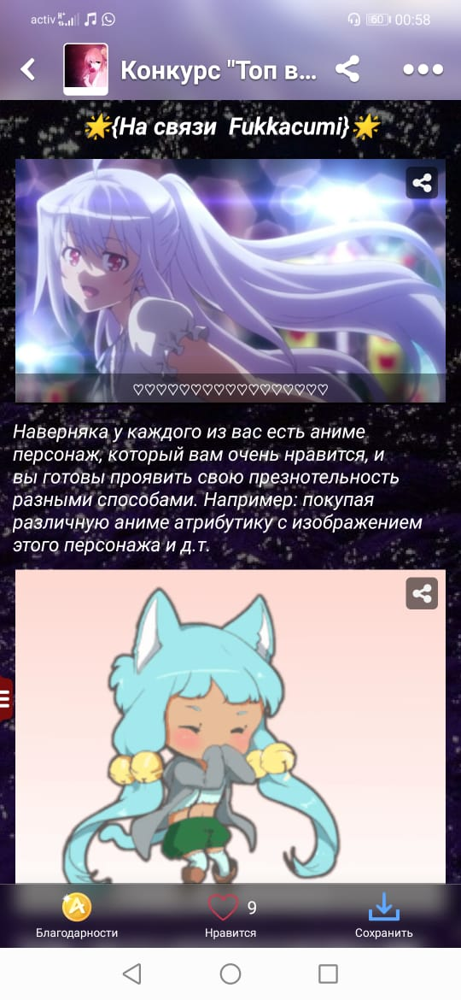 activ H+ 60 00:58
Конкурс "Топ в...
🌟{На связи Fukkacumi}🌟
♡♡♡♡♡♡♡♡♡♡♡♡♡♡♡♡♡
Наверняка у каждого из вас есть аниме
персонаж, который вам очень нравится, и
вы готовы проявить свою презнотельность
разными способами. Например: покупая
различную аниме атрибутику с изображением
этого персонажа и д.т.
9
Благодарности Нравится Сохранить